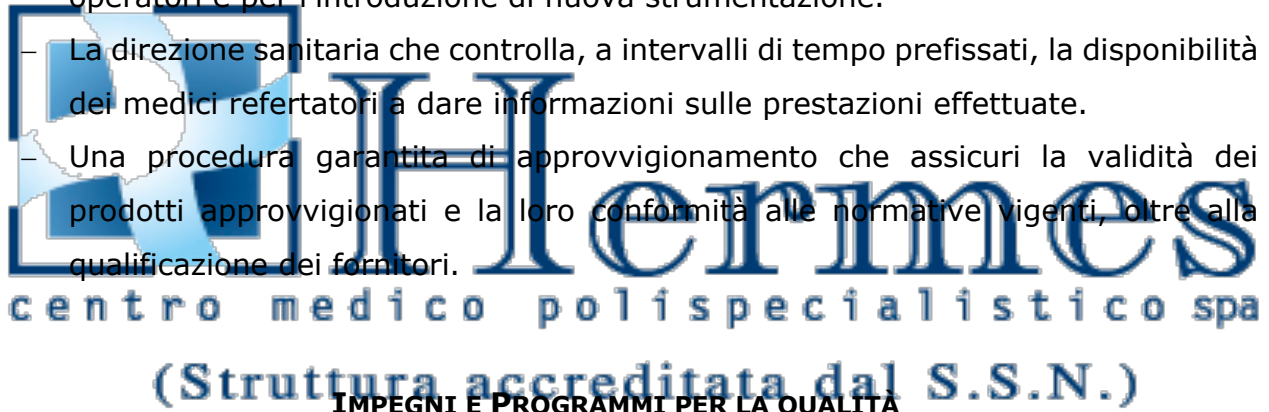 operatori e per l'introduzione di nuova strumentazione.
– La direzione sanitaria che controlla, a intervalli di tempo prefissati, la disponibilità
dei medici refertatori a dare informazioni sulle prestazioni effettuate.
– Una procedura garantita di approvvigionamento che assicuri la validità dei
prodotti approvvigionati e la loro conformità alle normative vigenti, oltre alla
qualificazione dei fornitori.
Hermes
centro medico polispecialistico spa
(Struttura accreditata dal S.S.N.)
IMPEGNI E PROGRAMMI PER LA QUALITÀ